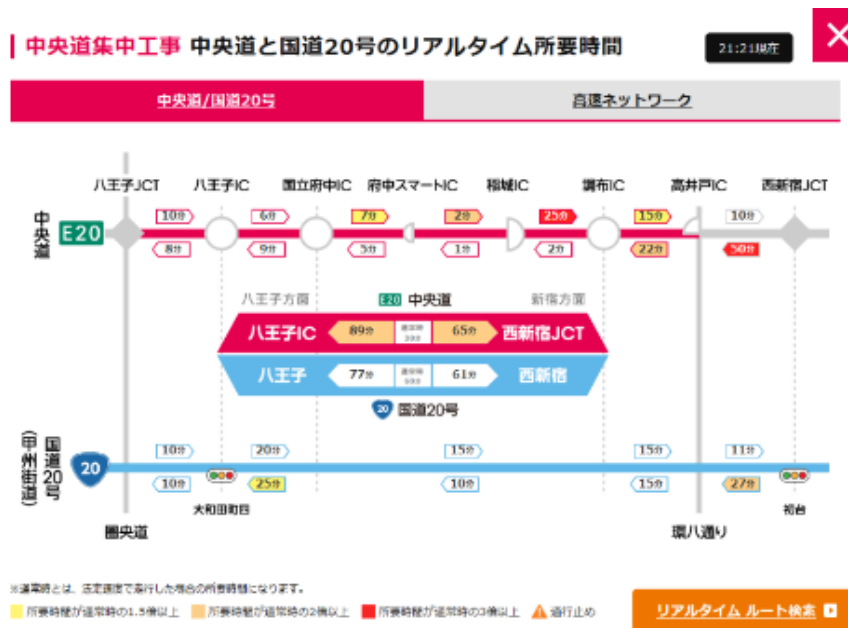 中央道集中工事 中央道と国道20号のリアルタイム所要時間
21:21現在
中央道/国道20号
高速ネットワーク
八王子JCT 八王子IC 国立府中IC 府中スマートIC 稲城IC 調布IC 高井戸IC 西新宿JCT
中央道 E20
10分 6分 7分 2分 25分 15分 10分
8分 9分 5分 1分 2分 22分 50分
八王子方面 E20 中央道 新宿方面
八王子IC 89分 通常時 65分 西新宿JCT
八王子 77分 通常時 61分 西新宿
20 国道20号
国道20号(甲州街道) 20
10分 20分 15分 15分 11分
10分 25分 10分 15分 27分
大和田町四 初台
圏央道 環八通り
※通常時とは、法定速度で走行した場合の所要時間になります。
所要時間が通常時の1.5倍以上 所要時間が通常時の2倍以上 所要時間が通常時の3倍以上 通行止め
リアルタイム ルート検索